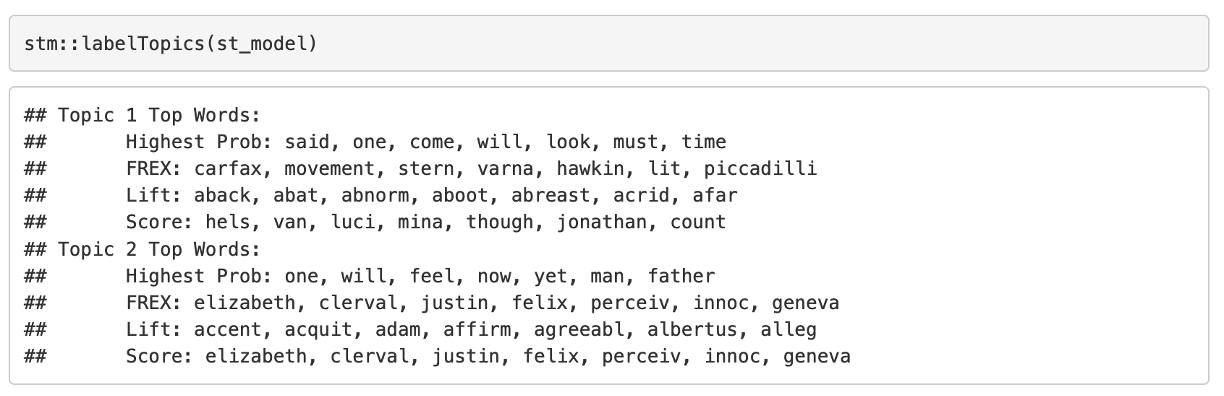 stm::labelTopics(st_model)
## Topic 1 Top Words:
##       Highest Prob: said, one, come, will, look, must, time
##       FREX: carfax, movement, stern, varna, hawkin, lit, piccadilli
##       Lift: aback, abat, abnorm, aboot, abreast, acrid, afar
##       Score: hels, van, luci, mina, though, jonathan, count
## Topic 2 Top Words:
##       Highest Prob: one, will, feel, now, yet, man, father
##       FREX: elizabeth, clerval, justin, felix, perceiv, innoc, geneva
##       Lift: accent, acquit, adam, affirm, agreeabl, albertus, alleg
##       Score: elizabeth, clerval, justin, felix, perceiv, innoc, geneva